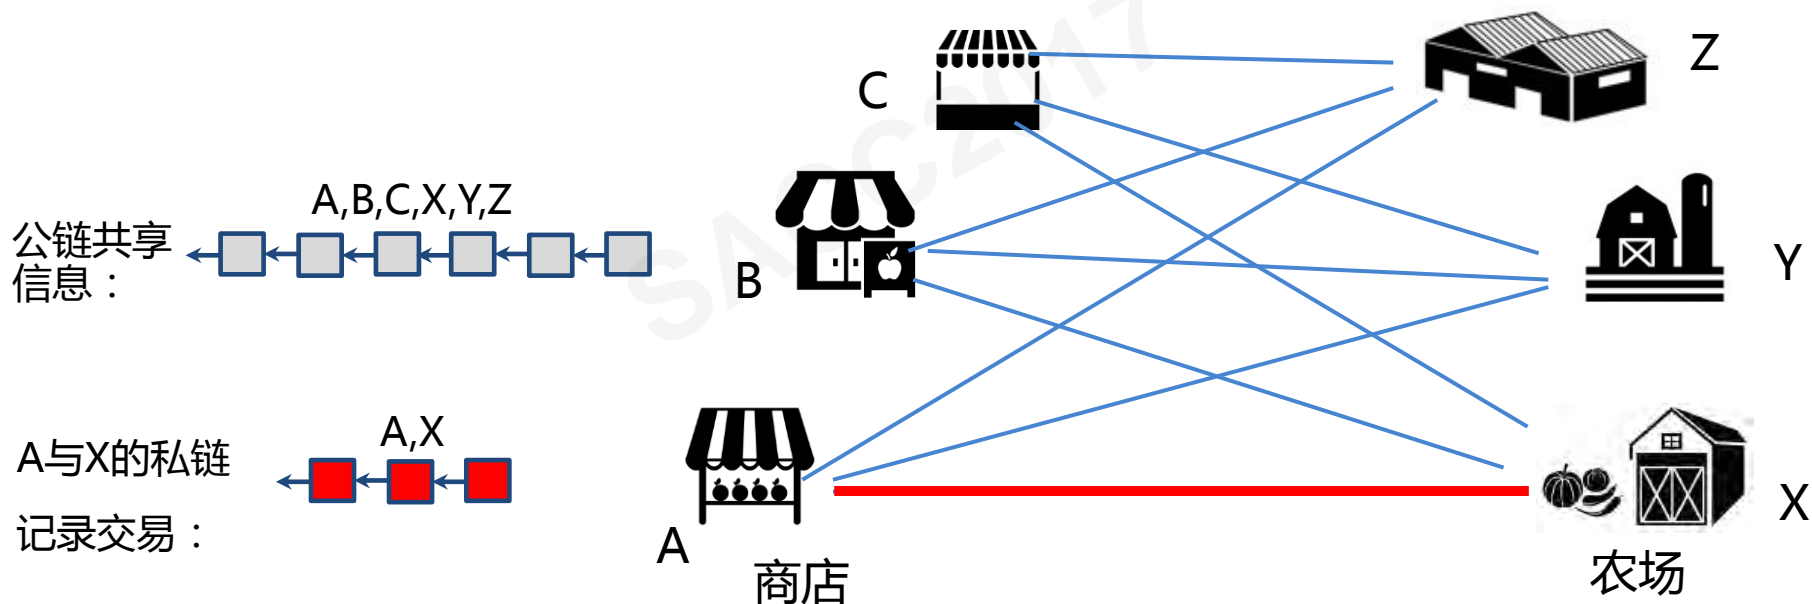 C
Z
A,B,C,X,Y,Z
公链共享
信息：
B
Y
A,X
A与X的私链
记录交易：
A
X
商店
农场
SACC2017